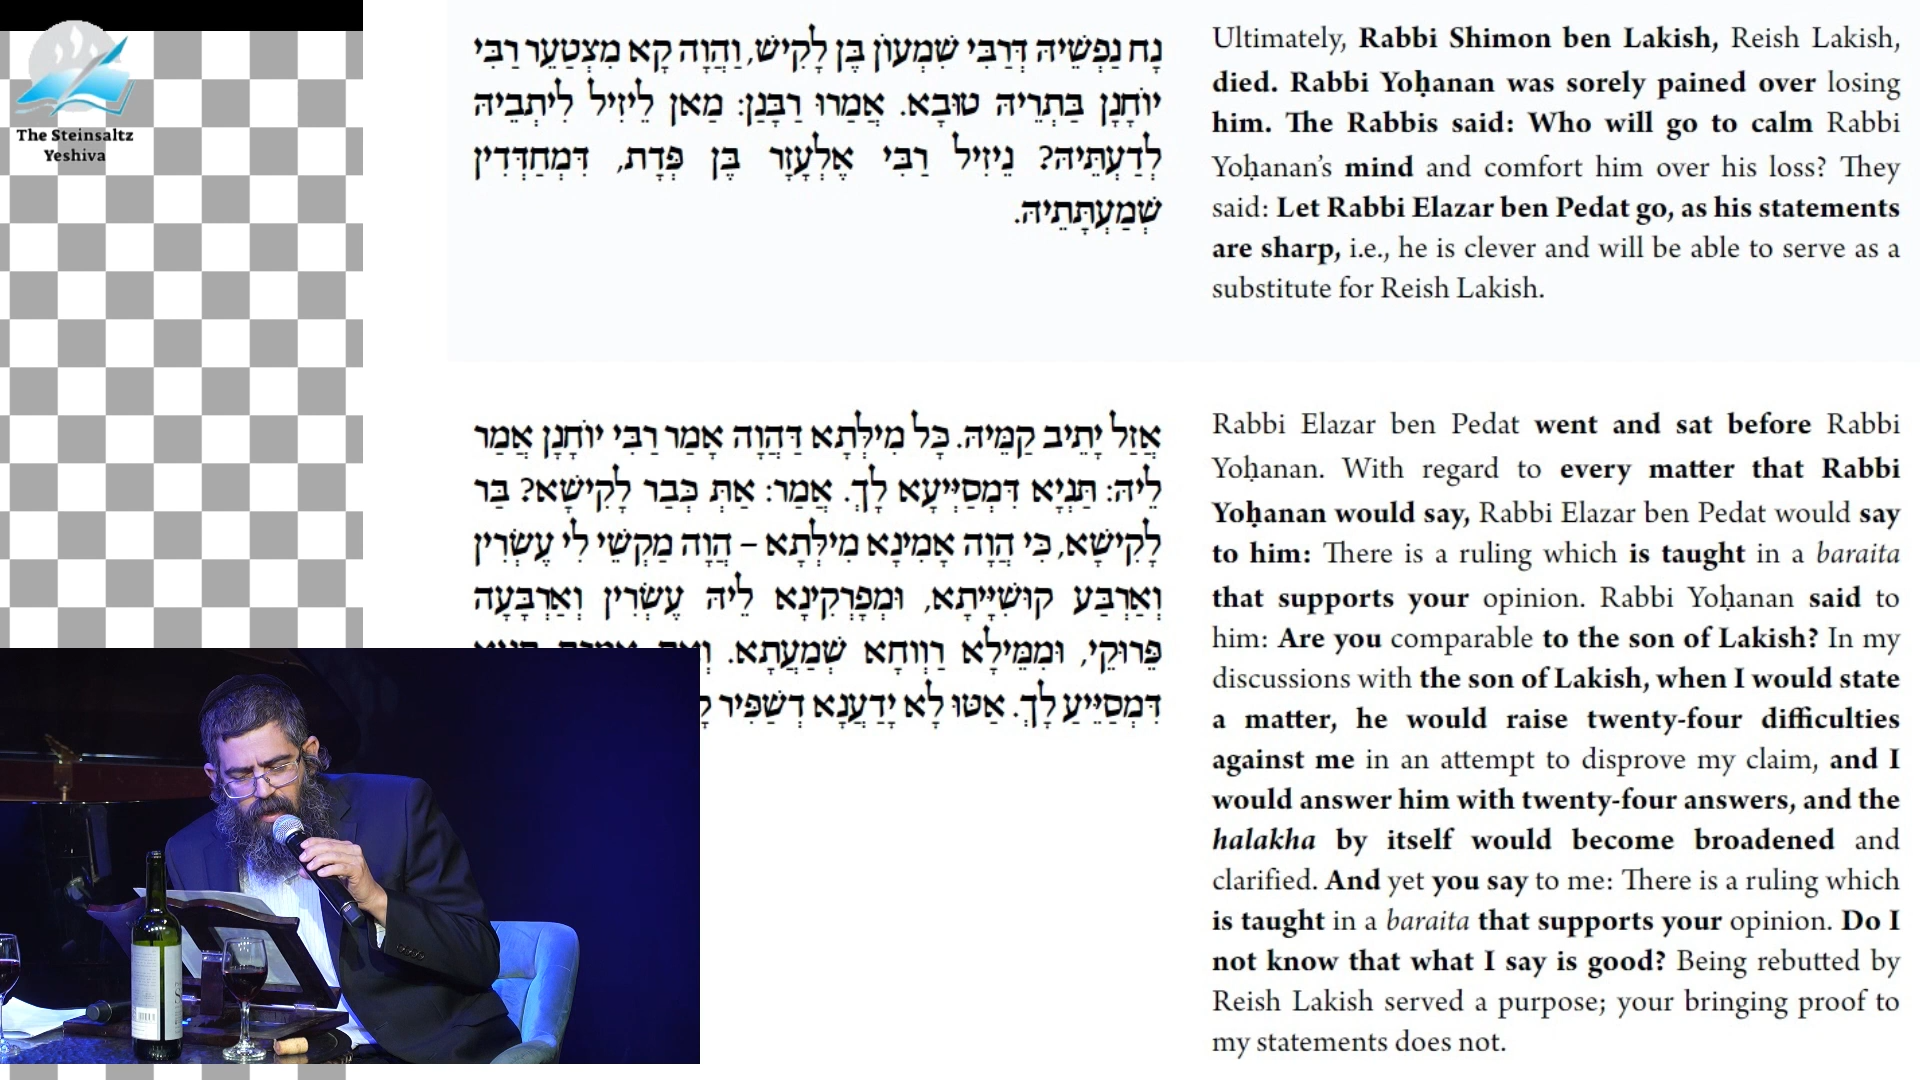 The Steinsaltz
Yeshiva
נָח נַפְשֵׁיהּ דְּרַבִּי שִׁמְעוֹן בֶּן לָקִישׁ, וַהֲוָה קָא מִצְטַעֵר רַבִּי
יוֹחָנָן בַּתְרֵיהּ טוּבָא. אֲמַרוּ רַבָּנַן: מַאן לֵיזִיל לִיתְבֵיהּ
לְדַעְתֵּיהּ? נֵיזִיל רַבִּי אֶלְעָזָר בֶּן פְּדָת, דִּמְחַדְּדִין
שְׁמַעְתָּתֵיהּ.
Ultimately, Rabbi Shimon ben Lakish, Reish Lakish,
died. Rabbi Yoḥanan was sorely pained over losing
him. The Rabbis said: Who will go to calm Rabbi
Yoḥanan’s mind and comfort him over his loss? They
said: Let Rabbi Elazar ben Pedat go, as his statements
are sharp, i.e., he is clever and will be able to serve as a
substitute for Reish Lakish.
אֲזַל יָתֵיב קַמֵּיהּ. כׇּל מִילְּתָא דַּהֲוָה אָמַר רַבִּי יוֹחָנָן אֲמַר
לֵיהּ: תַּנְיָא דִּמְסַיְּיעָא לָךְ. אֲמַר: אַתְּ כְּבַר לָקִישָׁא? בַּר
לָקִישָׁא, כִּי הֲוָה אָמֵינָא מִילְּתָא – הֲוָה מַקְשֵׁי לִי עֶשְׂרִין
וְאַרְבַּע קוּשְׁיָיתָא, וּמְפָרֵקְינָא לֵיהּ עֶשְׂרִין וְאַרְבָּעָה
פֵּרוּקֵי, וּמִמֵּילָא רָוְוחָא שְׁמַעֲתָא.
דִּמְסַיֵּיעַ לָךְ. אַטּוּ לָא יָדַעְנָא דְּשַׁפִּיר
Rabbi Elazar ben Pedat went and sat before Rabbi
Yoḥanan. With regard to every matter that Rabbi
Yoḥanan would say, Rabbi Elazar ben Pedat would say
to him: There is a ruling which is taught in a baraita
that supports your opinion. Rabbi Yoḥanan said to
him: Are you comparable to the son of Lakish? In my
discussions with the son of Lakish, when I would state
a matter, he would raise twenty-four difficulties
against me in an attempt to disprove my claim, and I
would answer him with twenty-four answers, and the
halakha by itself would become broadened and
clarified. And yet you say to me: There is a ruling which
is taught in a baraita that supports your opinion. Do I
not know that what I say is good? Being rebutted by
Reish Lakish served a purpose; your bringing proof to
my statements does not.